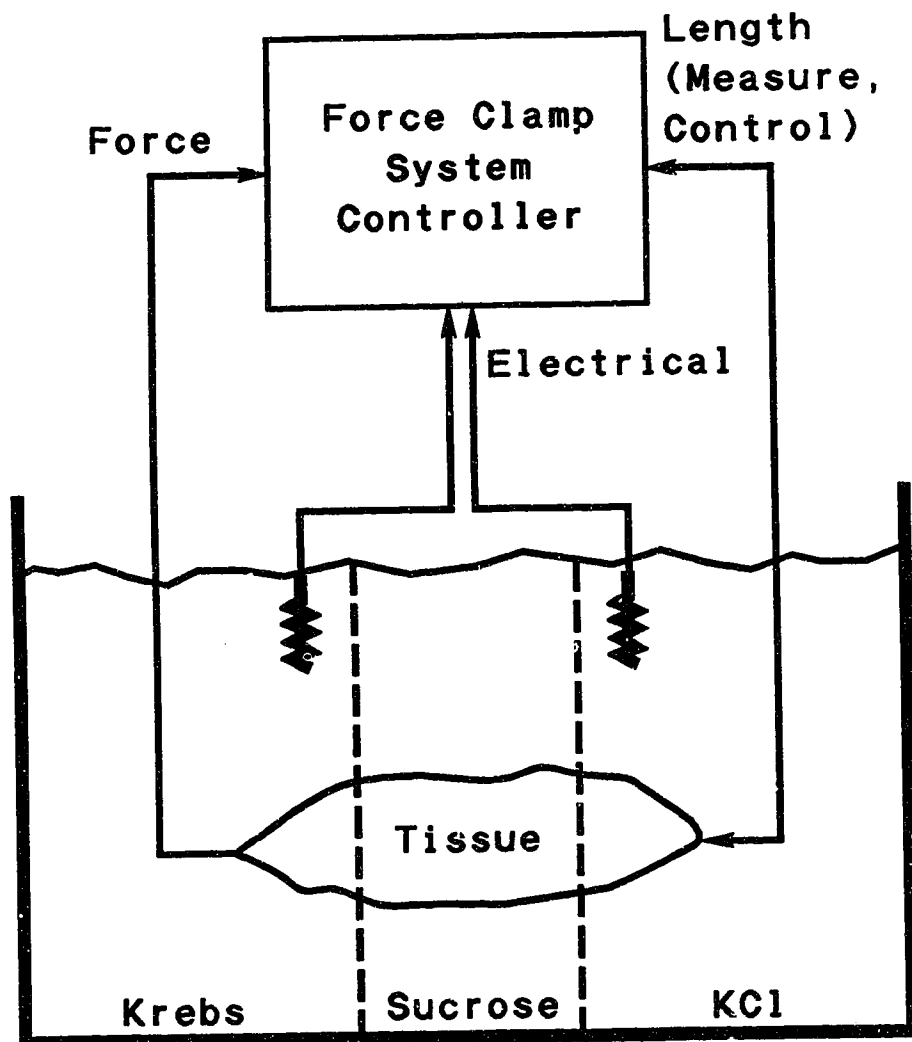 Length
(Measure,
Control)
Force
Force Clamp
System
Controller
Electrical
Tissue
Krebs
Sucrose
KCl